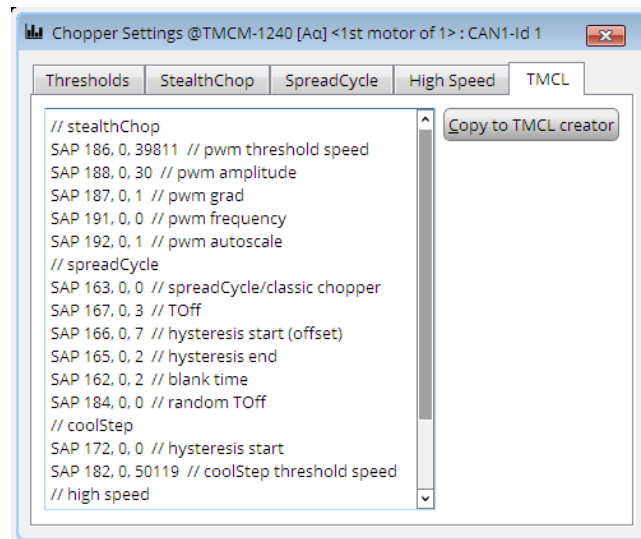 Chopper Settings @TMCM-1240 [Aα] <1st motor of 1> : CAN1-Id 1
Thresholds StealthChop SpreadCycle High Speed TMCL
// stealthChop
SAP 186, 0, 39811 // pwm threshold speed
SAP 188, 0, 30 // pwm amplitude
SAP 187, 0, 1 // pwm grad
SAP 191, 0, 0 // pwm frequency
SAP 192, 0, 1 // pwm autoscale
// spreadCycle
SAP 163, 0, 0 // spreadCycle/classic chopper
SAP 167, 0, 3 // TOff
SAP 166, 0, 7 // hysteresis start (offset)
SAP 165, 0, 2 // hysteresis end
SAP 162, 0, 2 // blank time
SAP 184, 0, 0 // random TOff
// coolStep
SAP 172, 0, 0 // hysteresis start
SAP 182, 0, 50119 // coolStep threshold speed
// high speed
Copy to TMCL creator